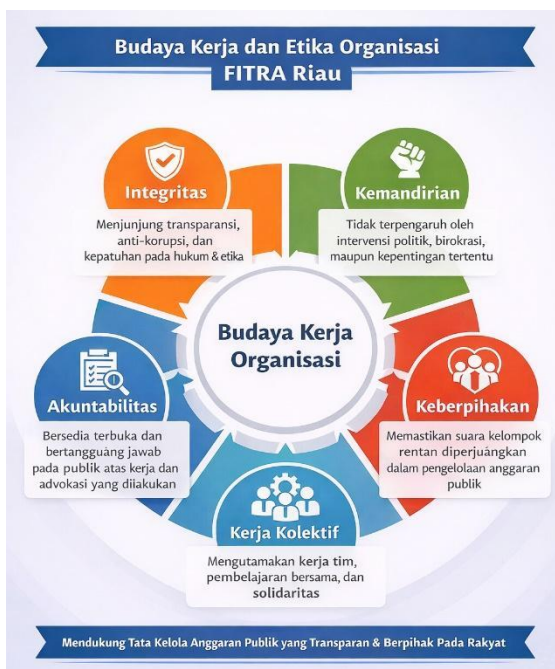 Budaya Kerja dan Etika Organisasi
FITRA Riau
Integritas
Menjunjung transparansi,
anti-korupsi, dan
kepatuhan pada hukum & etika
Kemandirian
Tidak terpengaruh oleh
intervensi politik, birokrasi,
maupun kepentingan tertentu
Budaya Kerja
Organisasi
Akuntabilitas
Bersedia terbuka dan
bertangguang jawab
pada publik atas kerja dan
advokasi yang diiakukan
Keberpihakan
Memastikan suara kelompok
rentan diperjuangkan
dalam pengelolaan anggaran
publik
Kerja Kolektif
Mengutamakan kerja tim,
pembelajaran bersama, dan
solidaritas
Mendukung Tata Kelola Anggaran Publik yang Transparan & Berpihak Pada Rakyat